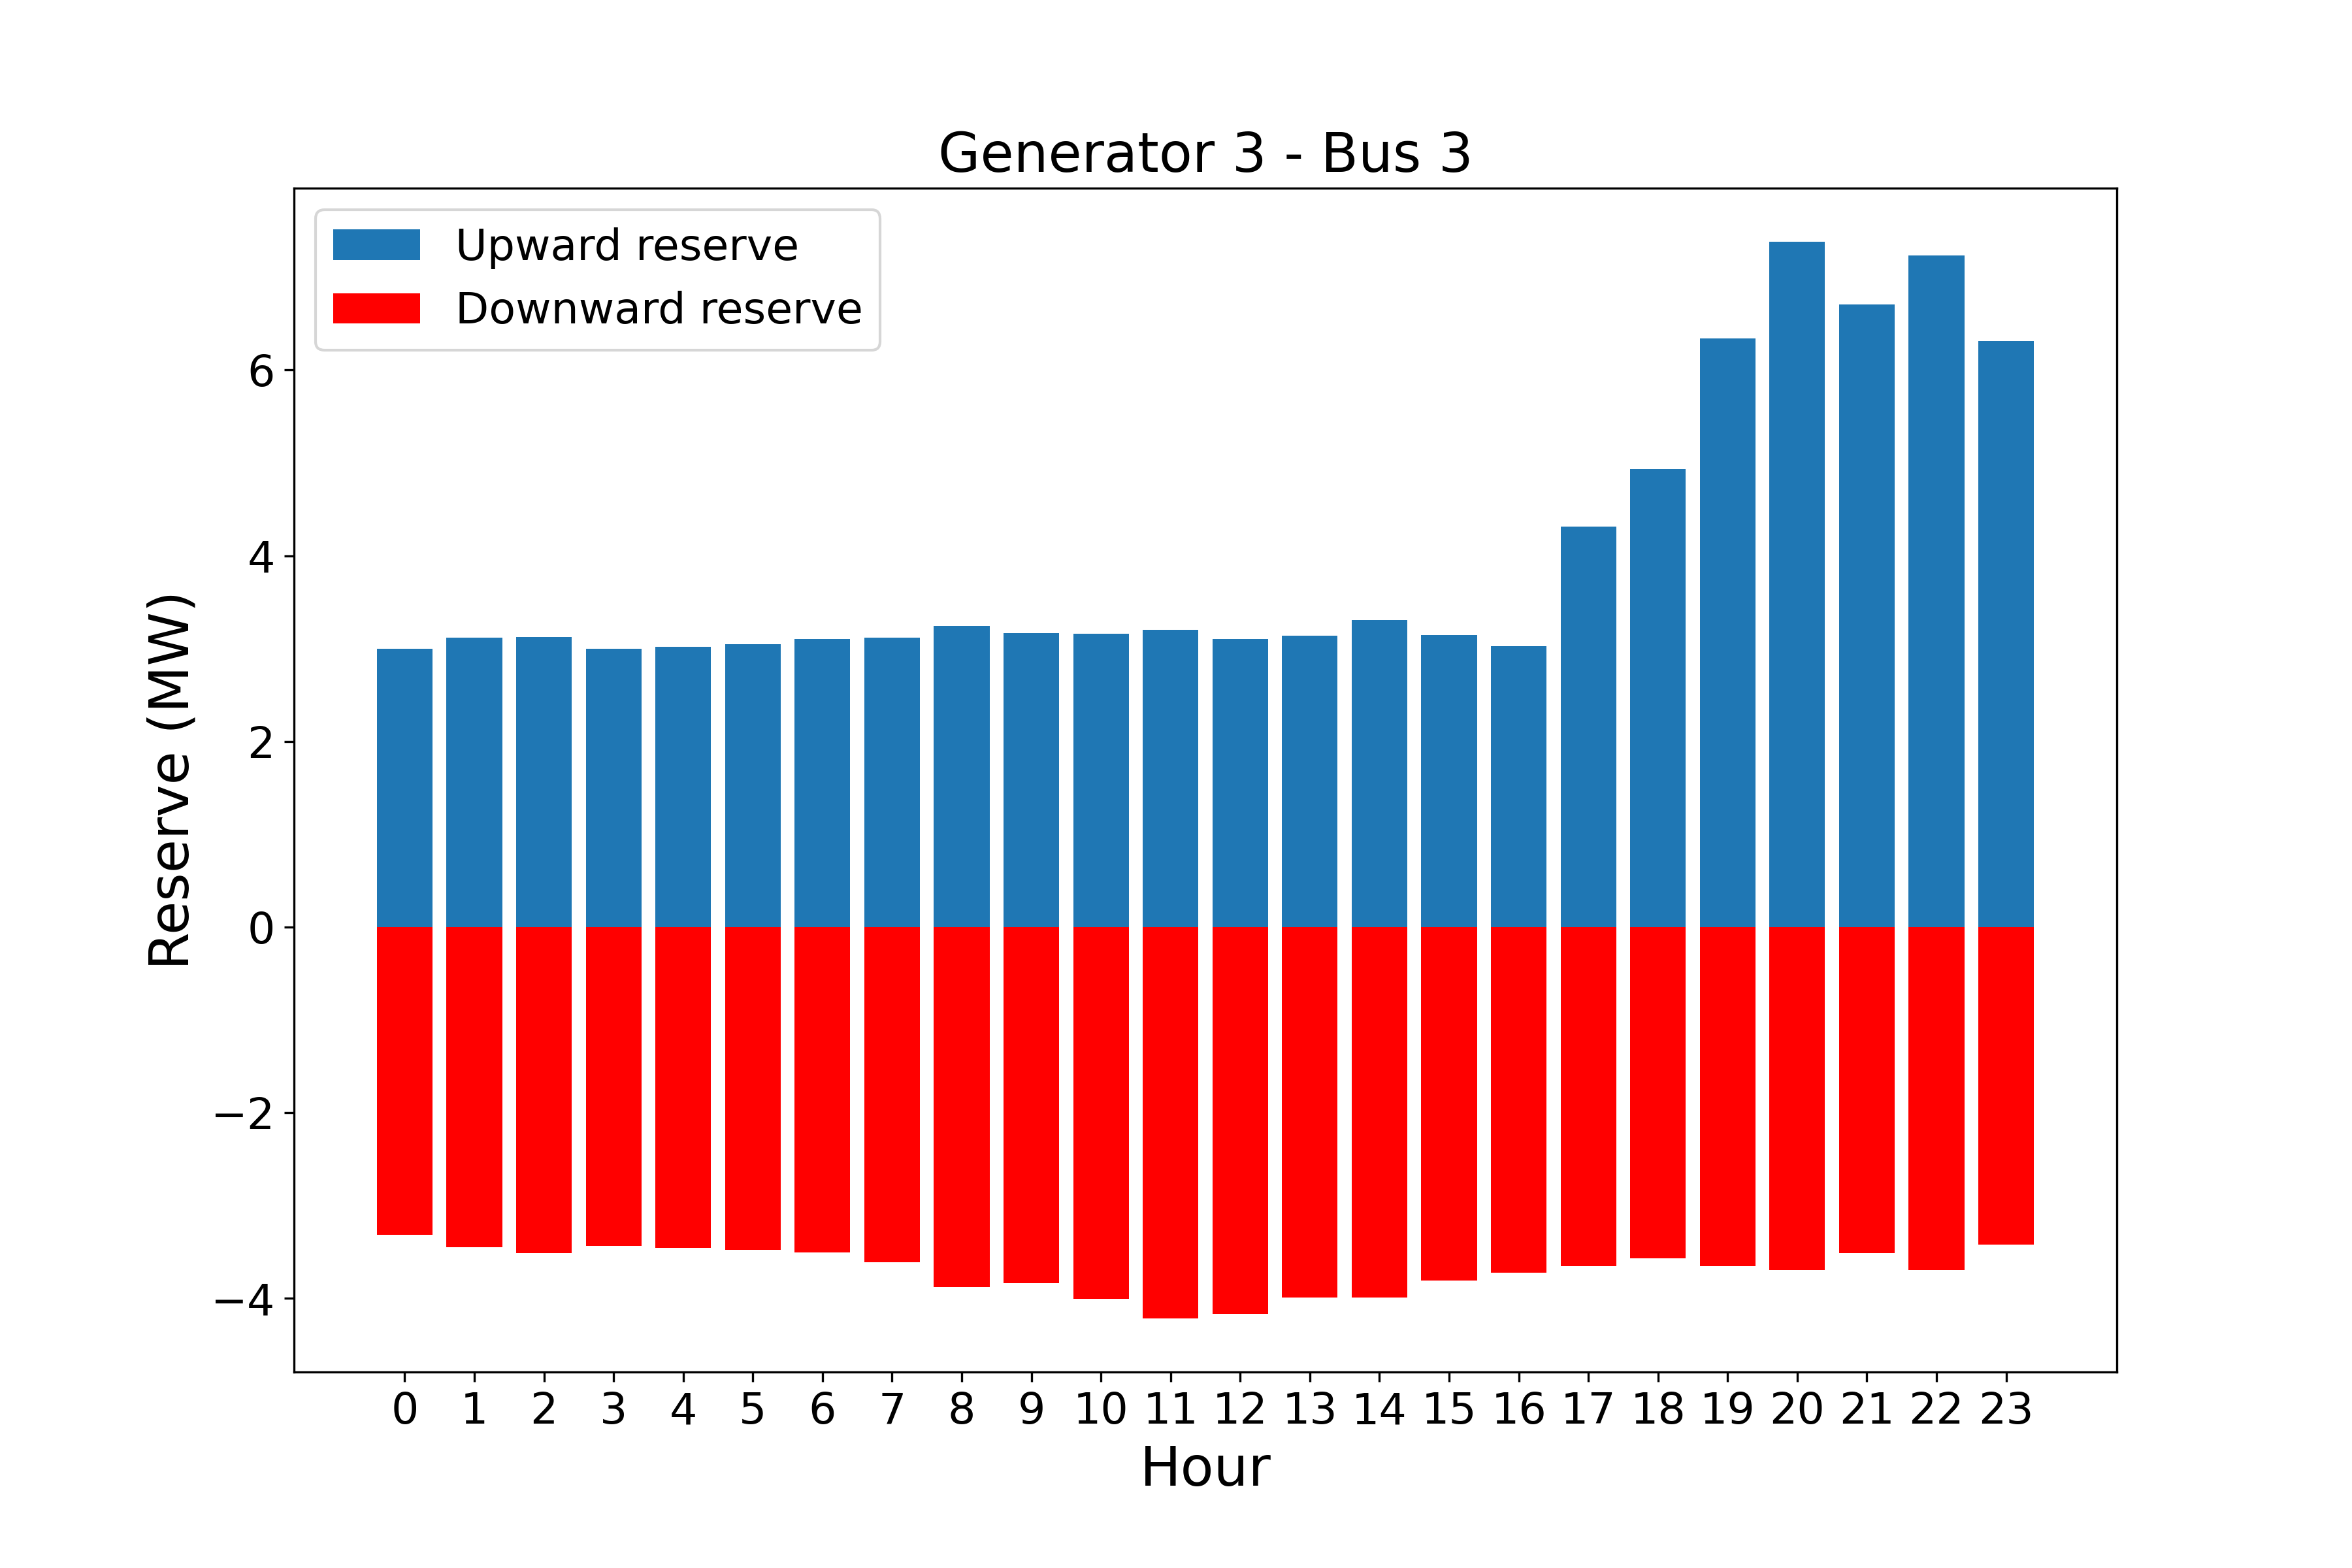 Generator 3 - Bus 3
Upward reserve
Downward reserve
Reserve (MW)
6
4
2
0
−2
−4
0 1 2 3 4 5 6 7 8 9 10 11 12 13 14 15 16 17 18 19 20 21 22 23
Hour